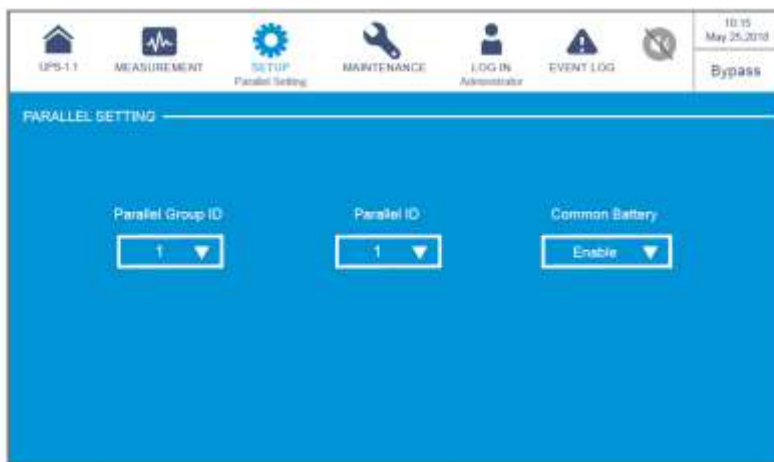 UPS-1.1
MEASUREMENT
SETUP
Parallel Setting
MAINTENANCE
LOG IN
Administrator
EVENT LOG
10:15
May 25,2018
Bypass
PARALLEL SETTING
Parallel Group ID
Parallel ID
Common Battery
1
1
Enable